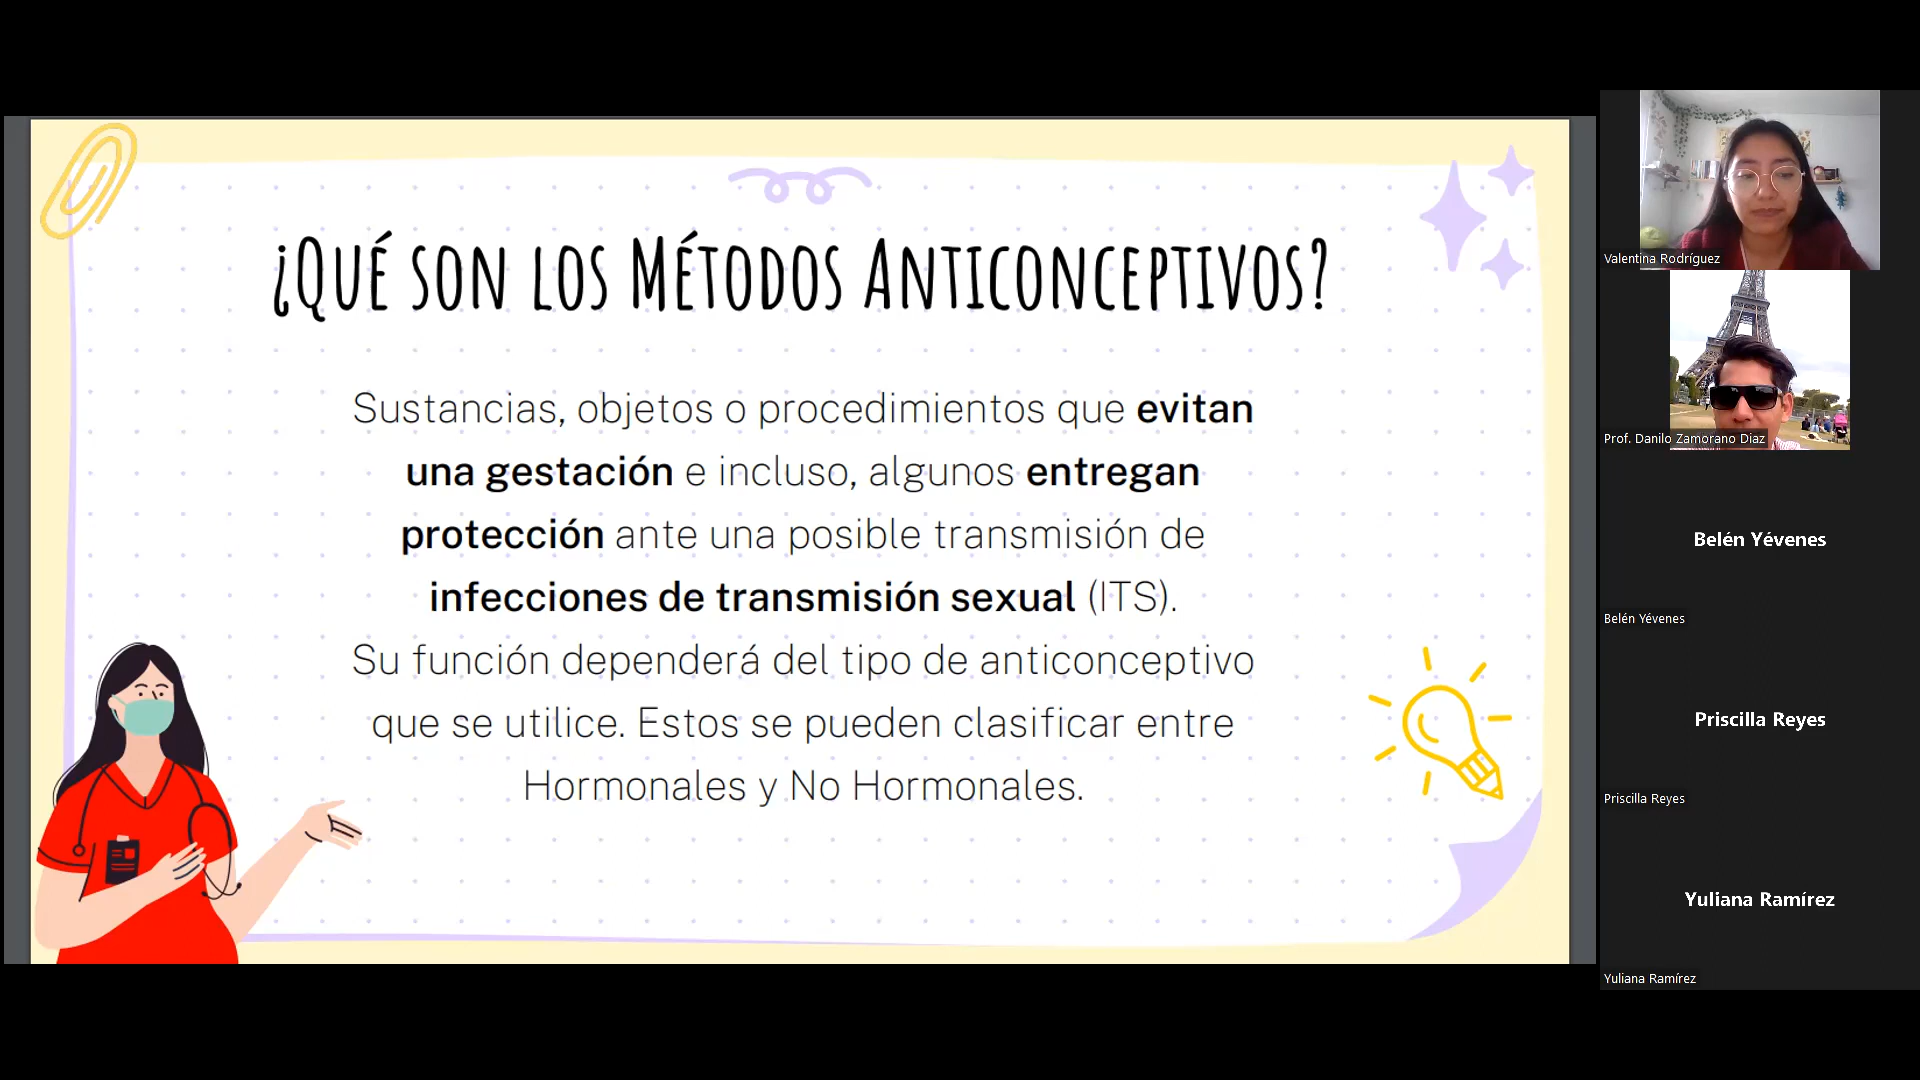 ¿Qué son los Métodos Anticonceptivos?
Sustancias, objetos o procedimientos que evitan
una gestación e incluso, algunos entregan
protección ante una posible transmisión de
infecciones de transmisión sexual (ITS).
Su función dependerá del tipo de anticonceptivo
que se utilice. Estos se pueden clasificar entre
Hormonales y No Hormonales.
Valentina Rodríguez
Prof. Danilo Zamorano Diaz
Belén Yévenes
Belén Yévenes
Priscilla Reyes
Priscilla Reyes
Yuliana Ramírez
Yuliana Ramírez